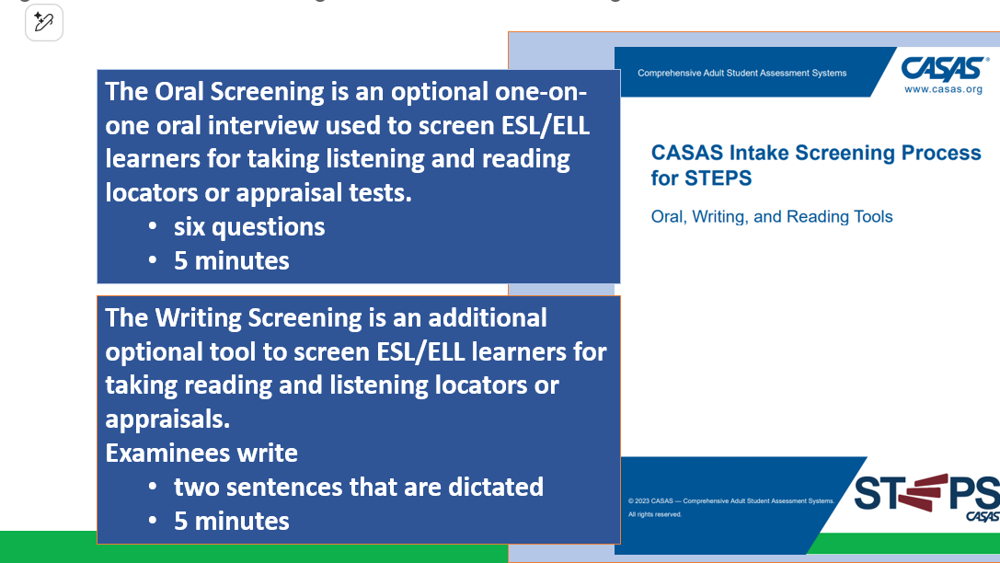 The Oral Screening is an optional one-on-
one oral interview used to screen ESL/ELL
learners for taking listening and reading
locators or appraisal tests.
• six questions
• 5 minutes
The Writing Screening is an additional
optional tool to screen ESL/ELL learners for
taking reading and listening locators or
appraisals.
Examinees write
• two sentences that are dictated
• 5 minutes
Comprehensive Adult Student Assessment Systems
CASAS®
www.casas.org
CASAS Intake Screening Process
for STEPS
Oral, Writing, and Reading Tools
© 2023 CASAS — Comprehensive Adult Student Assessment Systems.
All rights reserved.
STEPS
CASAS